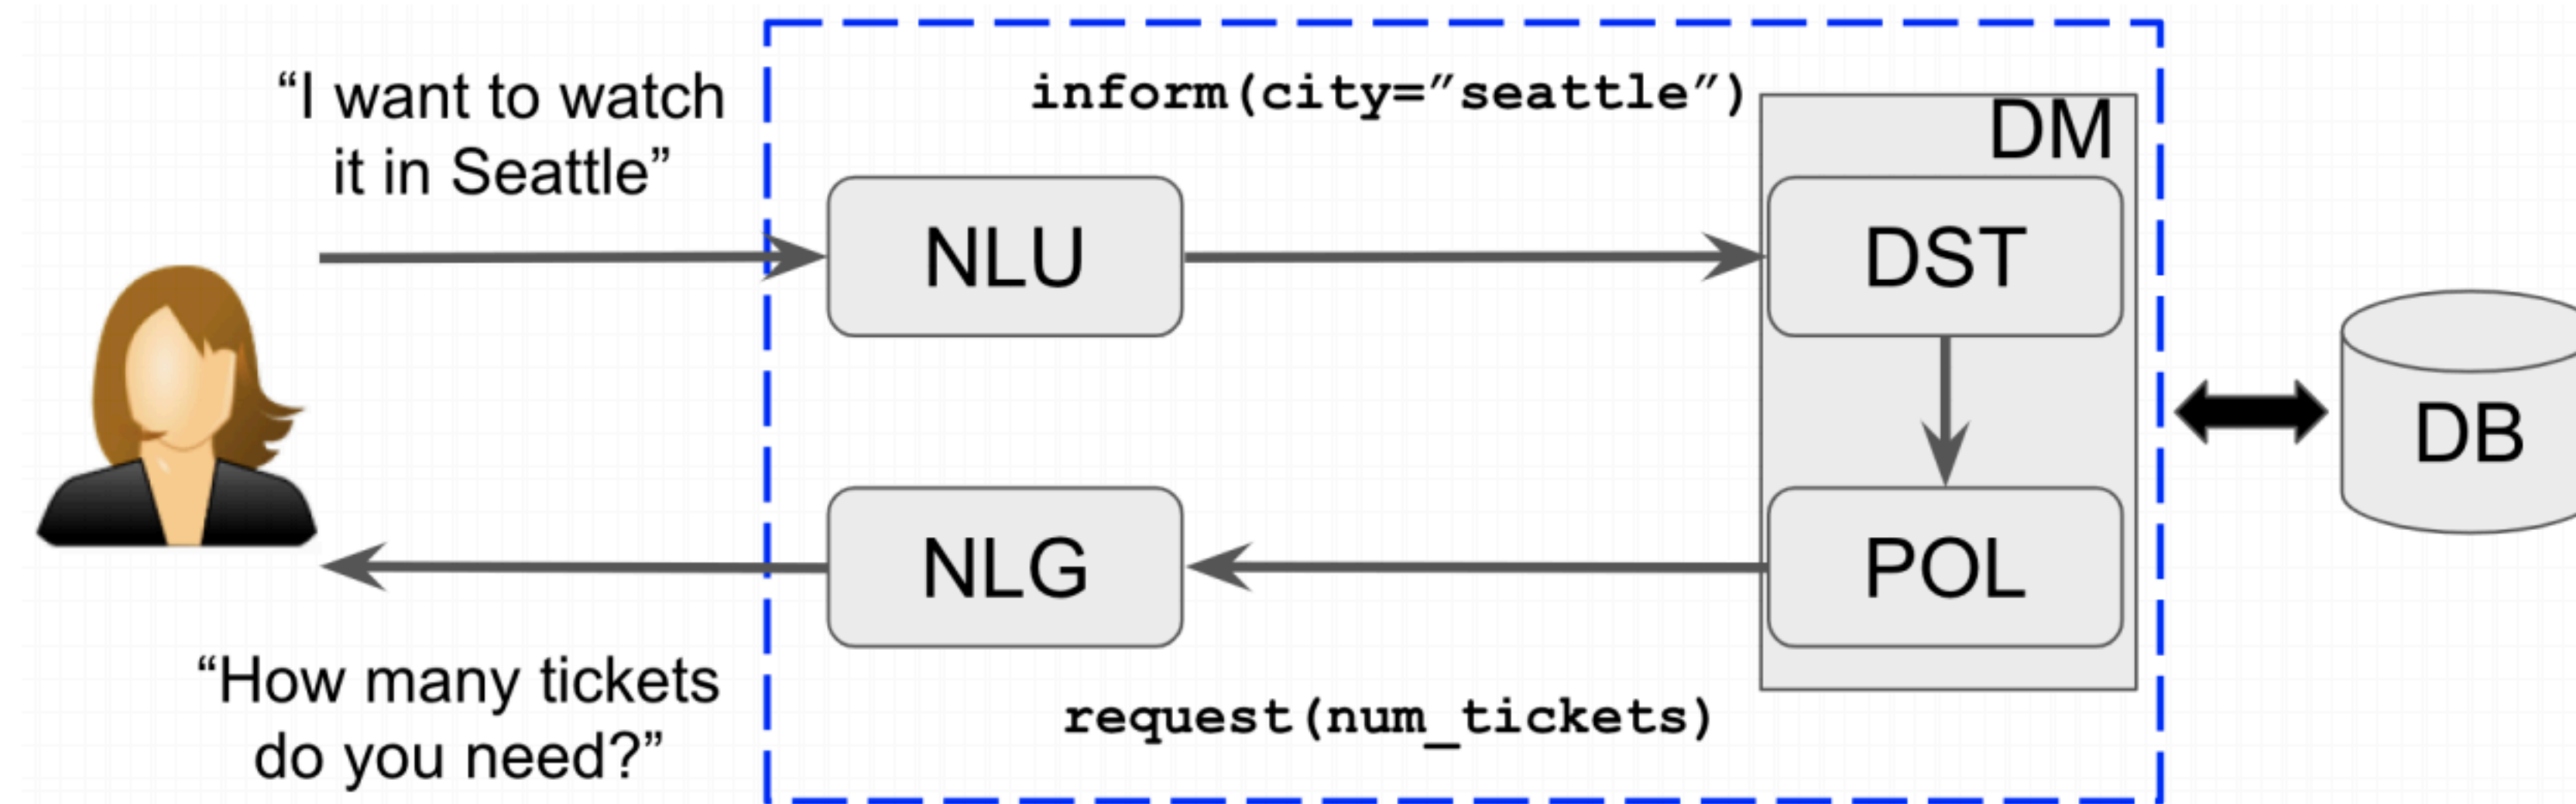 “I want to watch
it in Seattle”
inform(city=”seattle”)
DM
NLU
DST
DB
NLG
POL
“How many tickets
do you need?”
request(num_tickets)